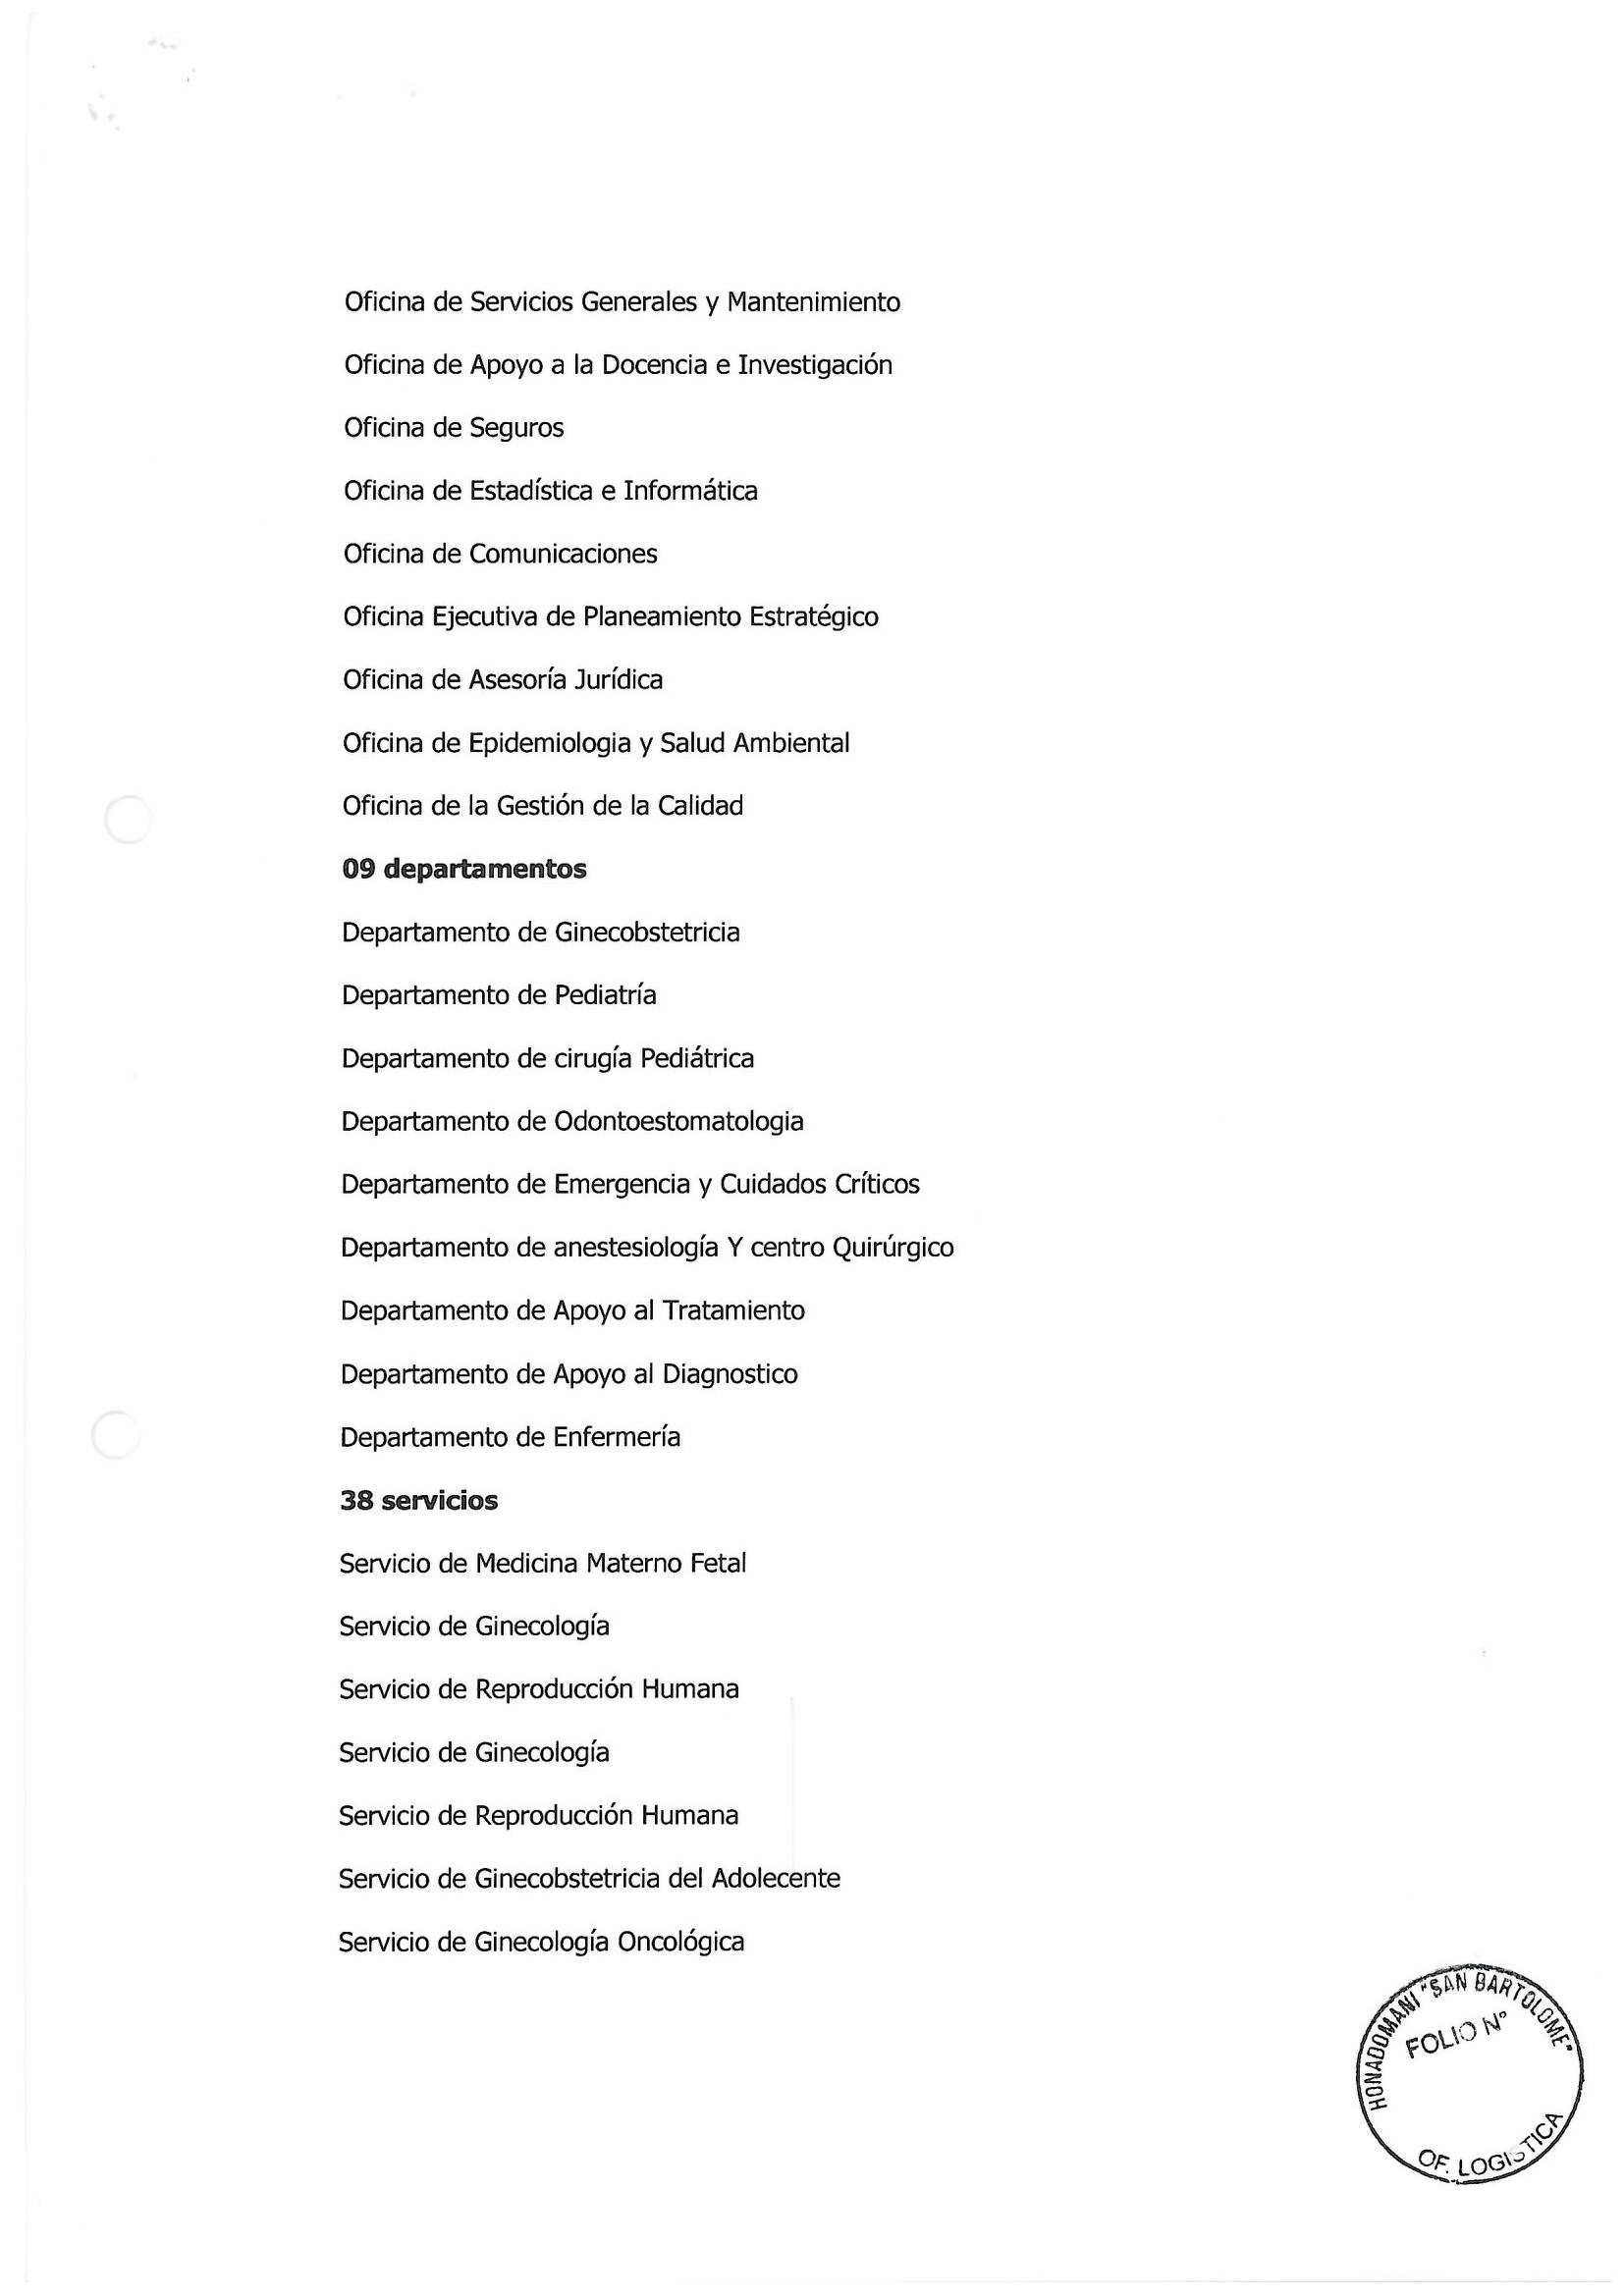 Oficina de Servicios Generales y Mantenimiento
Oficina de Apoyo a la Docencia e Investigación
Oficina de Seguros
Oficina de Estadística e Informática
Oficina de Comunicaciones
Oficina Ejecutiva de Planeamiento Estratégico
Oficina de Asesoría Jurídica
Oficina de Epidemiologia y Salud Ambiental
Oficina de la Gestión de la Calidad
09 departamentos
Departamento de Ginecobstetricia
Departamento de Pediatría
Departamento de cirugía Pediátrica
Departamento de Odontoestomatologia
Departamento de Emergencia y Cuidados Críticos
Departamento de anestesiología Y centro Quirúrgico
Departamento de Apoyo al Tratamiento
Departamento de Apoyo al Diagnostico
Departamento de Enfermería
38 servicios
Servicio de Medicina Materno Fetal
Servicio de Ginecología
Servicio de Reproducción Humana
Servicio de Ginecología
Servicio de Reproducción Humana
Servicio de Ginecobstetricia del Adolecente
Servicio de Ginecología Oncológica
HONADOMANI "SAN BARTOLOME"
FOLIO N°
OF. LOGISTICA